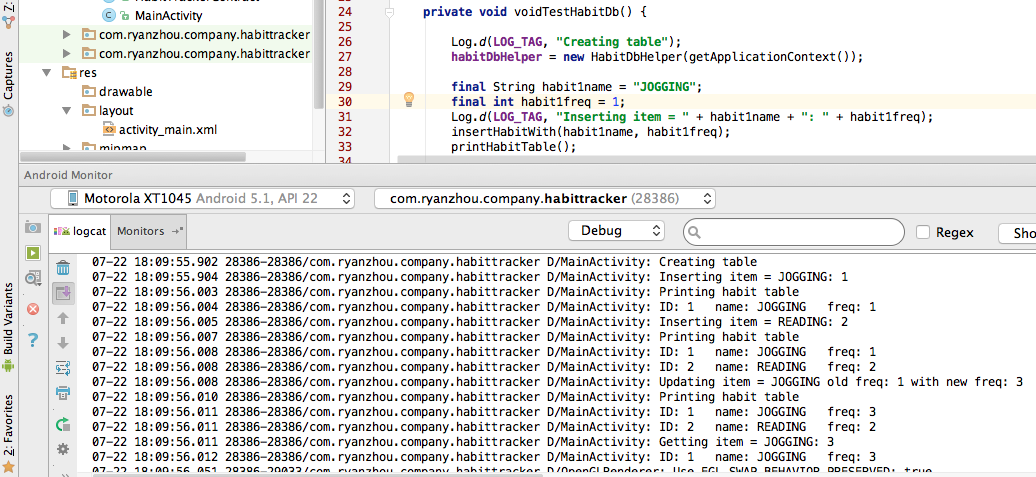 Z:
Captures
Build Variants
2: Favorites
MainActivity
com.ryanzhou.company.habittracker
com.ryanzhou.company.habittracker
res
drawable
layout
activity_main.xml
mipmap
24 private void voidTestHabitDb() {
25
26 Log.d(LOG_TAG, "Creating table");
27 habitDbHelper = new HabitDbHelper(getApplicationContext());
28
29 final String habit1name = "JOGGING";
30 final int habit1freq = 1;
31 Log.d(LOG_TAG, "Inserting item = " + habit1name + ": " + habit1freq);
32 insertHabitWith(habit1name, habit1freq);
33 printHabitTable();
34
Android Monitor
Motorola XT1045 Android 5.1, API 22
com.ryanzhou.company.habittracker (28386)
logcat
Monitors
Debug
Regex
Sho
07-22 18:09:55.902 28386-28386/com.ryanzhou.company.habittracker D/MainActivity: Creating table
07-22 18:09:55.904 28386-28386/com.ryanzhou.company.habittracker D/MainActivity: Inserting item = JOGGING: 1
07-22 18:09:56.003 28386-28386/com.ryanzhou.company.habittracker D/MainActivity: Printing habit table
07-22 18:09:56.004 28386-28386/com.ryanzhou.company.habittracker D/MainActivity: ID: 1 name: JOGGING freq: 1
07-22 18:09:56.005 28386-28386/com.ryanzhou.company.habittracker D/MainActivity: Inserting item = READING: 2
07-22 18:09:56.007 28386-28386/com.ryanzhou.company.habittracker D/MainActivity: Printing habit table
07-22 18:09:56.008 28386-28386/com.ryanzhou.company.habittracker D/MainActivity: ID: 1 name: JOGGING freq: 1
07-22 18:09:56.008 28386-28386/com.ryanzhou.company.habittracker D/MainActivity: ID: 2 name: READING freq: 2
07-22 18:09:56.008 28386-28386/com.ryanzhou.company.habittracker D/MainActivity: Updating item = JOGGING old freq: 1 with new freq: 3
07-22 18:09:56.010 28386-28386/com.ryanzhou.company.habittracker D/MainActivity: Printing habit table
07-22 18:09:56.011 28386-28386/com.ryanzhou.company.habittracker D/MainActivity: ID: 1 name: JOGGING freq: 3
07-22 18:09:56.011 28386-28386/com.ryanzhou.company.habittracker D/MainActivity: ID: 2 name: READING freq: 2
07-22 18:09:56.011 28386-28386/com.ryanzhou.company.habittracker D/MainActivity: Getting item = JOGGING: 3
07-22 18:09:56.012 28386-28386/com.ryanzhou.company.habittracker D/MainActivity: ID: 1 name: JOGGING freq: 3
07-22 18:09:56.051 28386-29033/com.ryanzhou.company.habittracker D/OpenGLRenderer: Use EGL_SWAP_BEHAVIOR_PRESERVED: true